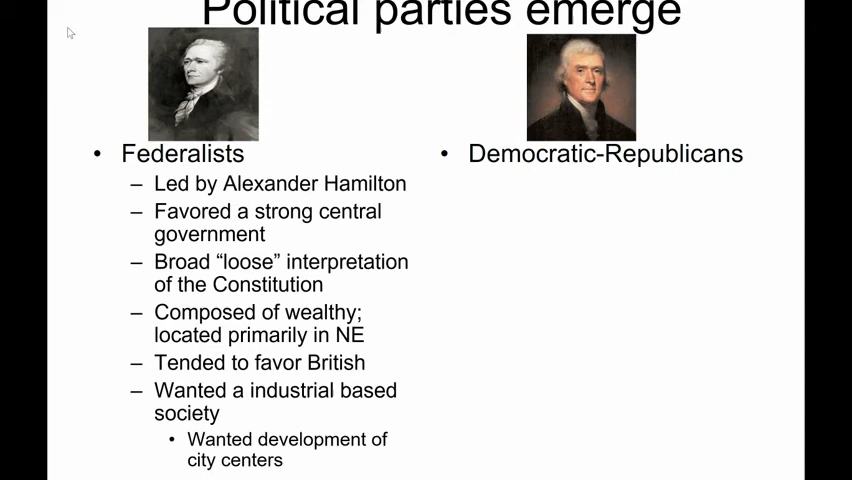 Political parties emerge
• Federalists
– Led by Alexander Hamilton
– Favored a strong central
government
– Broad “loose” interpretation
of the Constitution
– Composed of wealthy;
located primarily in NE
– Tended to favor British
– Wanted a industrial based
society
• Wanted development of
city centers
• Democratic-Republicans